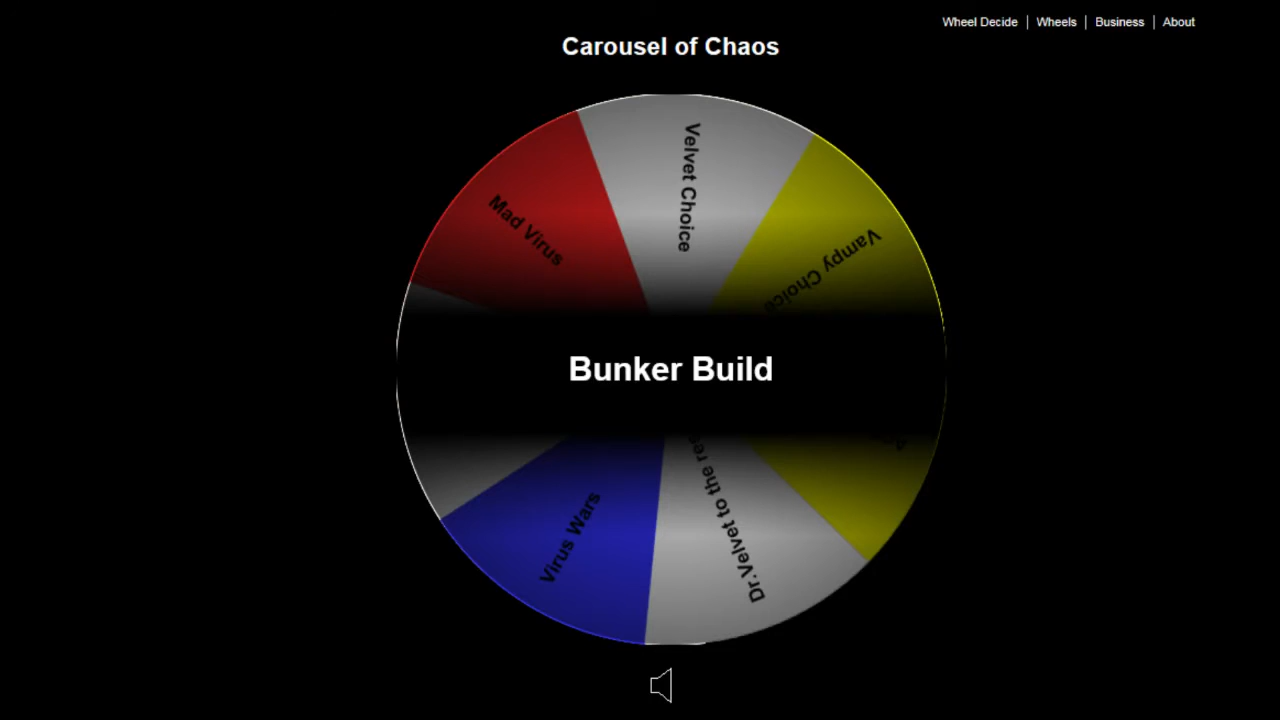 Wheel Decide | Wheels | Business | About
Carousel of Chaos
Velvet Choice
Mad Virus
Vampy Choice
Bunker Build
Dr.Velvet to the
Virus Wars